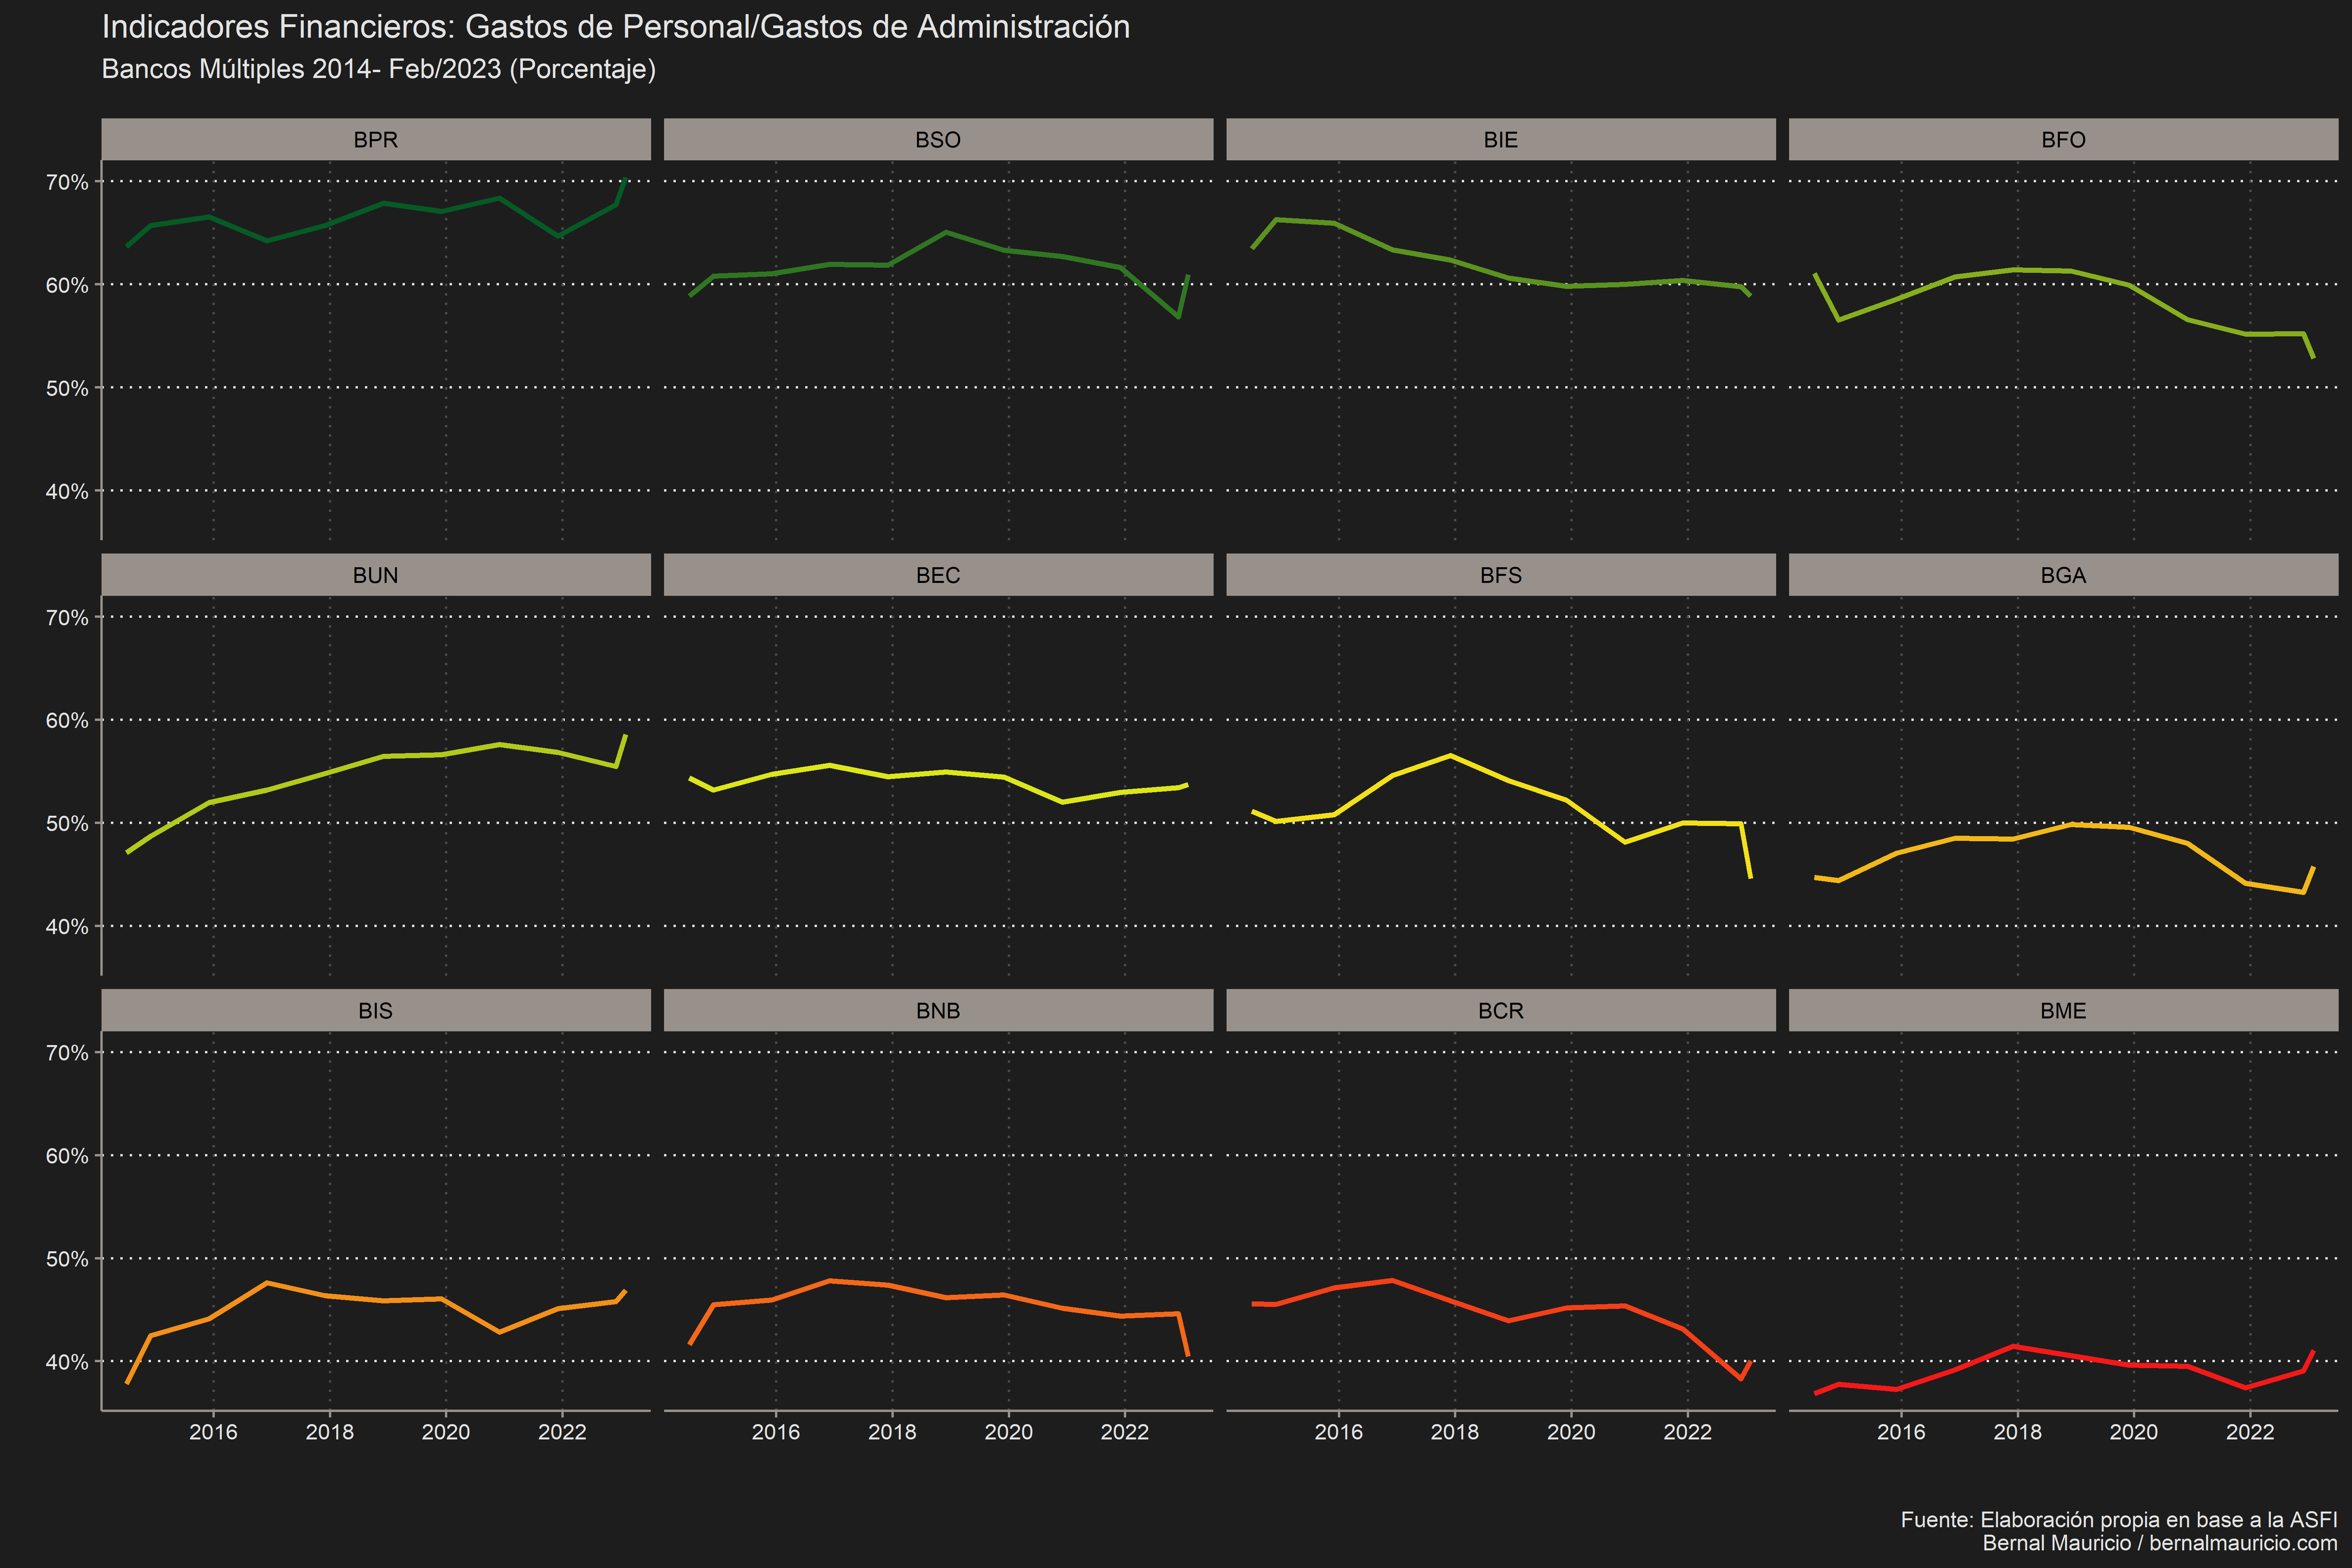 Indicadores Financieros: Gastos de Personal/Gastos de Administración
Bancos Múltiples 2014- Feb/2023 (Porcentaje)
BPR
BSO
BIE
BFO
70%
60%
50%
40%
BUN
BEC
BFS
BGA
70%
60%
50%
40%
BIS
BNB
BCR
BME
70%
60%
50%
40%
2016 2018 2020 2022
2016 2018 2020 2022
2016 2018 2020 2022
2016 2018 2020 2022
Fuente: Elaboración propia en base a la ASFI
Bernal Mauricio / bernalmauricio.com